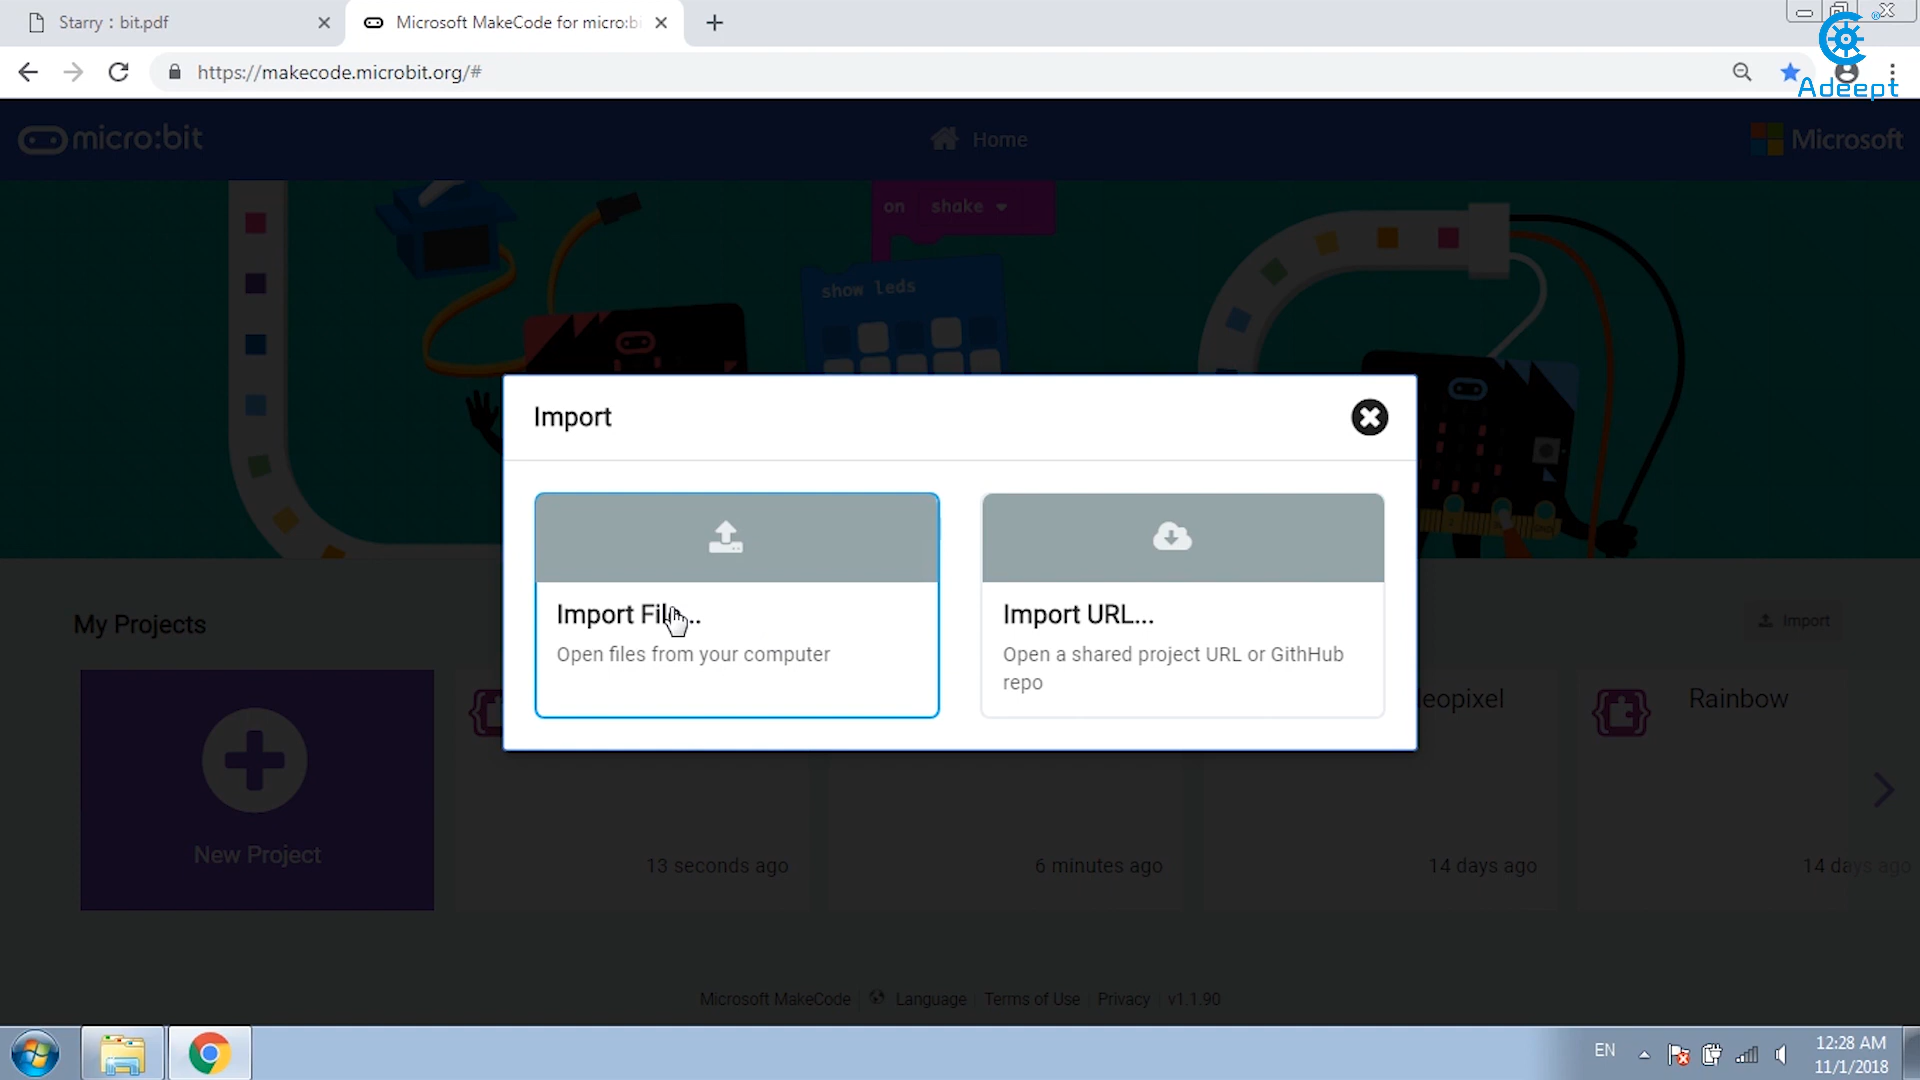 Starry : bit.pdf
Microsoft MakeCode for micro:bi
https://makecode.microbit.org/#
Adeept
micro:bit
Home
Microsoft
on shake
show leds
Import
Import Fil...
Open files from your computer
Import URL...
Open a shared project URL or GithHub
repo
My Projects
Import
New Project
13 seconds ago
6 minutes ago
eopixel
14 days ago
Rainbow
14 days ago
Microsoft MakeCode
Language
Terms of Use
Privacy
v1.1.90
EN
12:28 AM
11/1/2018